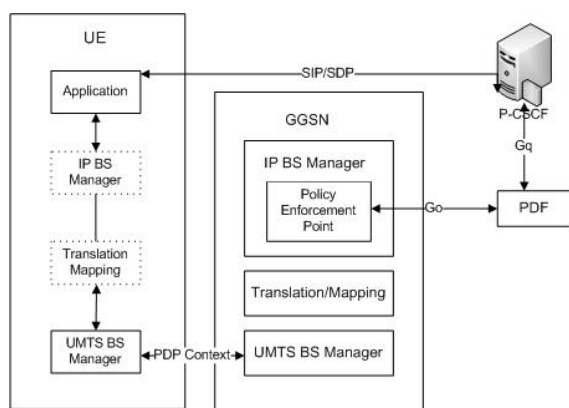 UE
Application
IP BS
Manager
Translation
Mapping
UMTS BS
Manager
SIP/SDP
PDP Context
GGSN
IP BS Manager
Policy
Enforcement
Point
Translation/Mapping
UMTS BS Manager
Go
P-CSCF
Gq
PDF